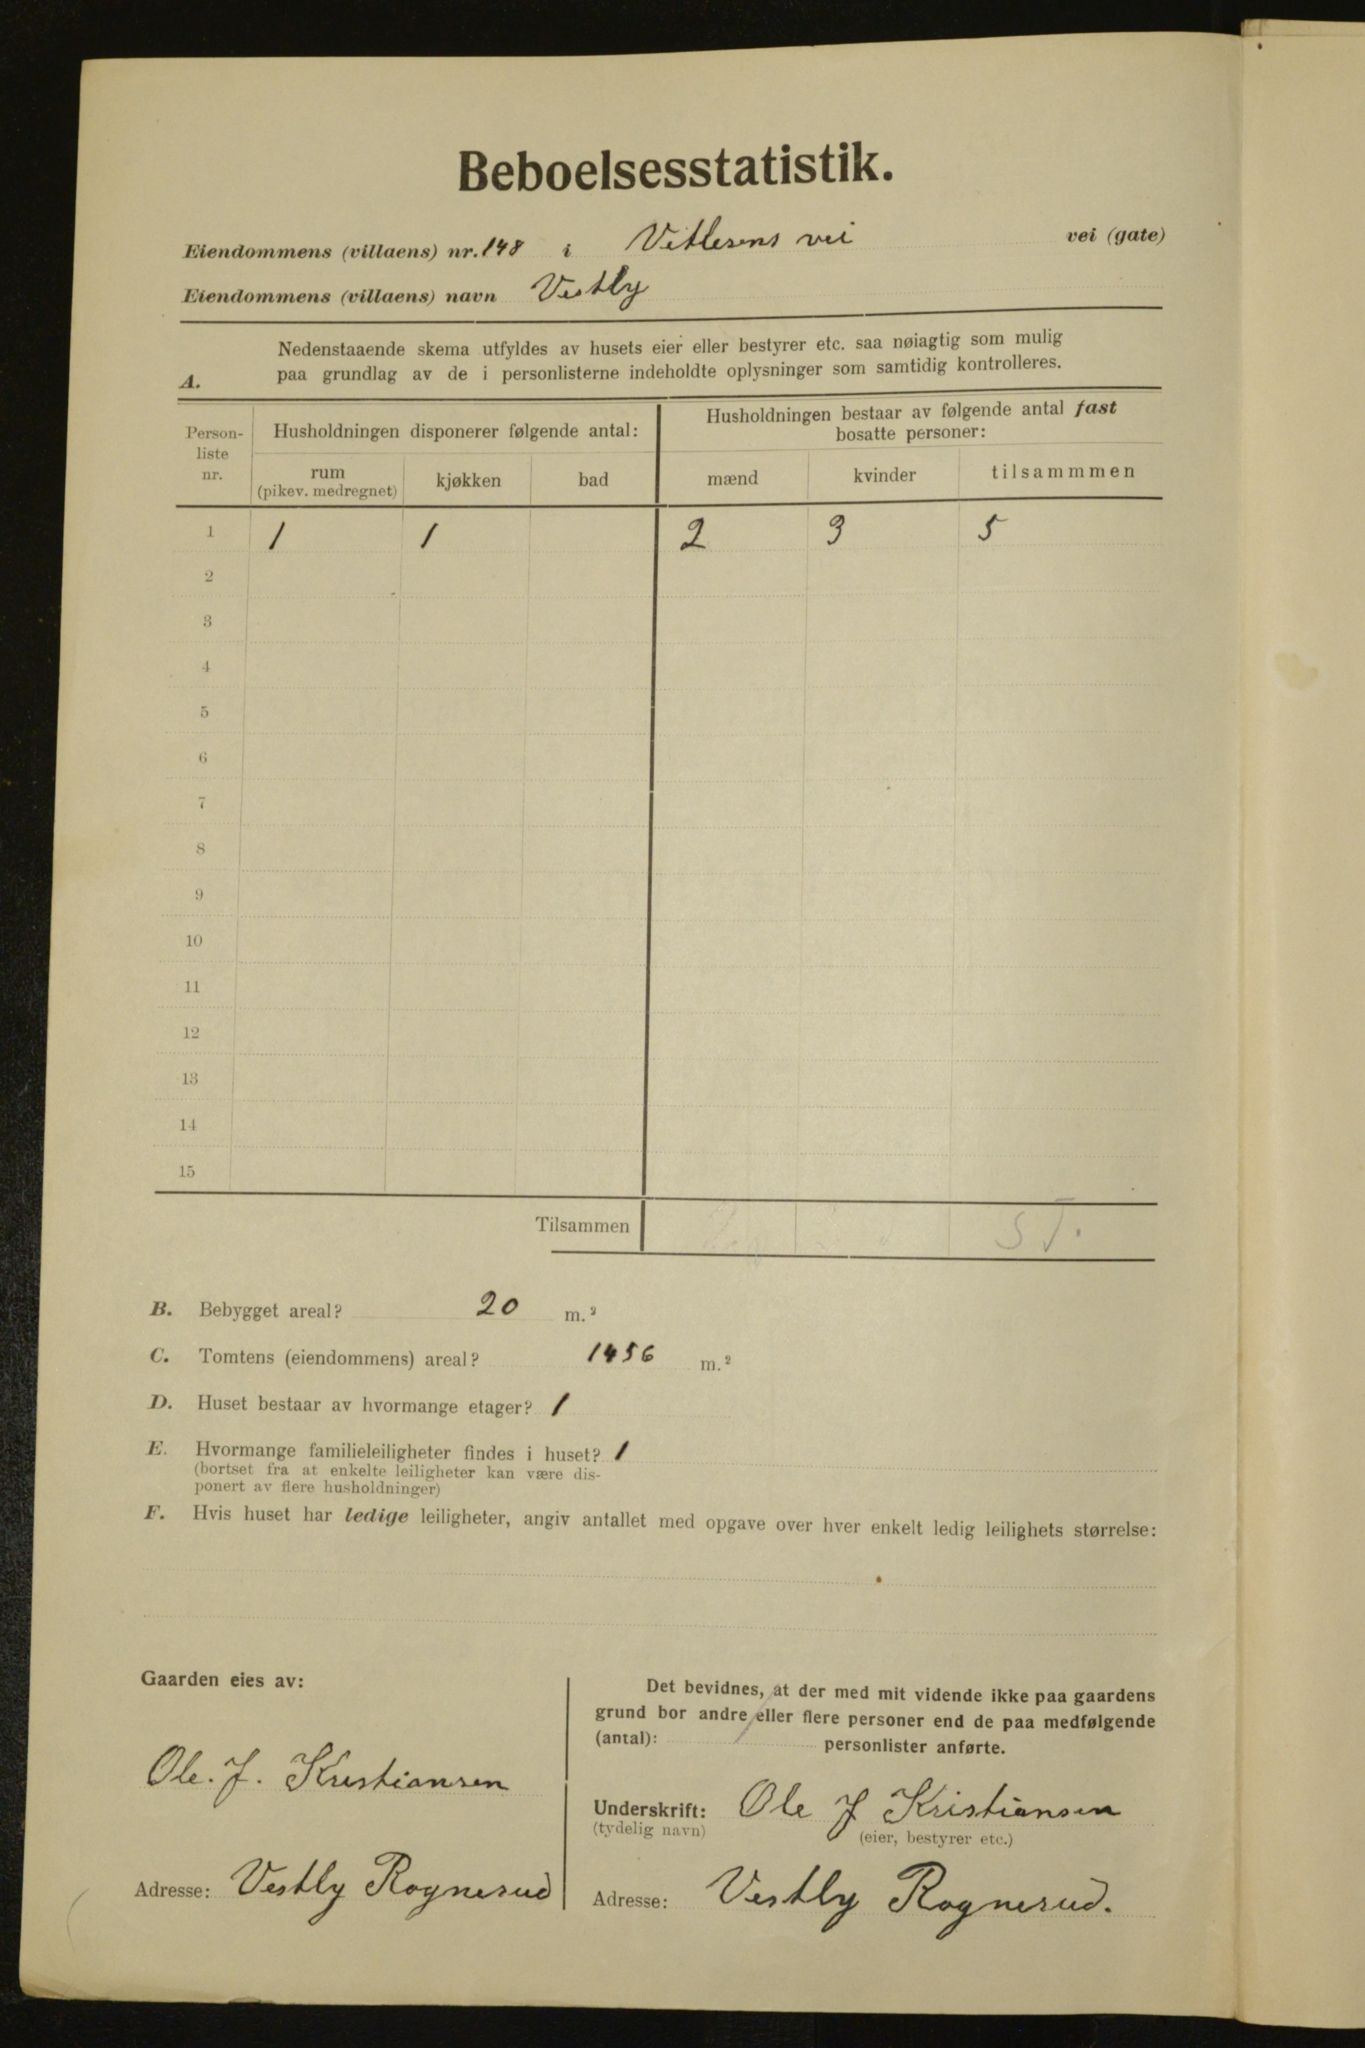 Beboelsesstatistik.
Eiendommens (villaens) nr. 148 i Vetlesens vei vei (gate)
Eiendommens (villaens) navn Vestly
A. Nedenstaaende skema utfyldes av husets eier eller bestyrer etc. saa nøiagtig som mulig
paa grundlag av de i personlisterne indeholdte oplysninger som samtidig kontrolleres.
Person-
liste
nr.
Husholdningen disponerer følgende antal:
Husholdningen bestaar av følgende antal fast
bosatte personer:
rum
(pikev. medregnet)
kjøkken
bad
mænd
kvinder
tilsammmen
1 1 1 2 3 5
2
3
4
5
6
7
8
9
10
11
12
13
14
15
Tilsammen
B. Bebygget areal? 20 m.²
C. Tomtens (eiendommens) areal? 1456 m.²
D. Huset bestaar av hvormange etager? 1
E. Hvormange familieleiligheter findes i huset? 1
(bortset fra at enkelte leiligheter kan være dis-
ponert av flere husholdninger)
F. Hvis huset har ledige leiligheter, angiv antallet med opgave over hver enkelt ledig leilighets størrelse:
Gaarden eies av:
Ole. J. Kristiansen
Adresse: Vestly Rognerud
Det bevidnes, at der med mit vidende ikke paa gaardens
grund bor andre eller flere personer end de paa medfølgende
(antal): 1 personlister anførte.
Underskrift: Ole J Kristiansen
(tydelig navn) (eier, bestyrer etc.)
Adresse: Vestly Rognerud.